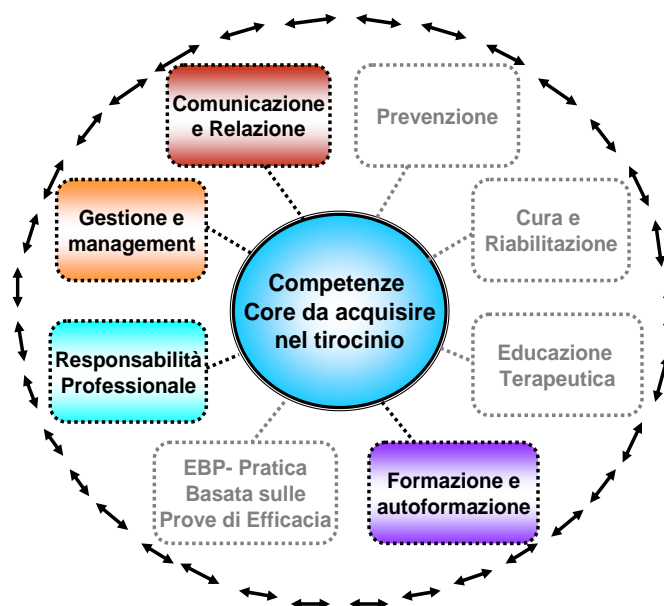 Comunicazione
e Relazione
Prevenzione
Gestione e
management
Cura e
Riabilitazione
Competenze
Core da acquisire
nel tirocinio
Responsabilità
Professionale
Educazione
Terapeutica
EBP- Pratica
Basata sulle
Prove di Efficacia
Formazione e
autoformazione